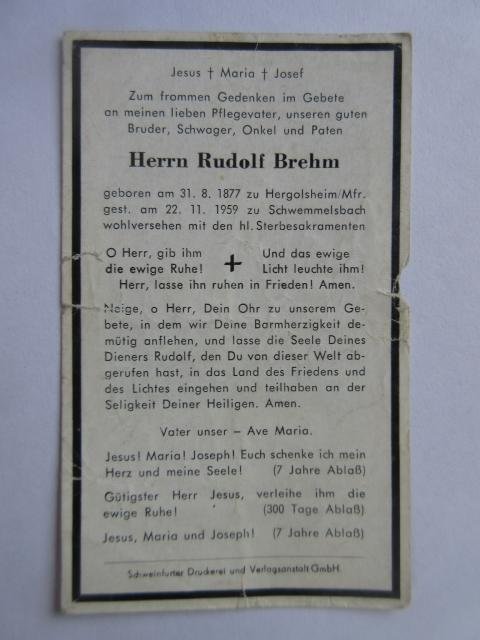 Jesus † Maria † Josef
Zum frommen Gedenken im Gebete
an meinen lieben Pflegevater, unseren guten
Bruder, Schwager, Onkel und Paten
Herrn Rudolf Brehm
geboren am 31. 8. 1877 zu Hergolsheim/Mfr.
gest. am 22. 11. 1959 zu Schwemmelsbach
wohlversehen mit den hl. Sterbesakramenten
O Herr, gib ihm
die ewige Ruhe!
Und das ewige
Licht leuchte ihm!
Herr, lasse ihn ruhen in Frieden! Amen.
Neige, o Herr, Dein Ohr zu unserem Ge-
bete, in dem wir Deine Barmherzigkeit de-
mütig anflehen, und lasse die Seele Deines
Dieners Rudolf, den Du von dieser Welt ab-
gerufen hast, in das Land des Friedens und
des Lichtes eingehen und teilhaben an der
Seligkeit Deiner Heiligen. Amen.
Vater unser – Ave Maria.
Jesus! Maria! Joseph! Euch schenke ich mein
Herz und meine Seele! (7 Jahre Ablaß)
Gütigster Herr Jesus, verleihe ihm die
ewige Ruhe! (300 Tage Ablaß)
Jesus, Maria und Joseph! (7 Jahre Ablaß)
Schweinfurter Druckerei und Verlagsanstalt GmbH.